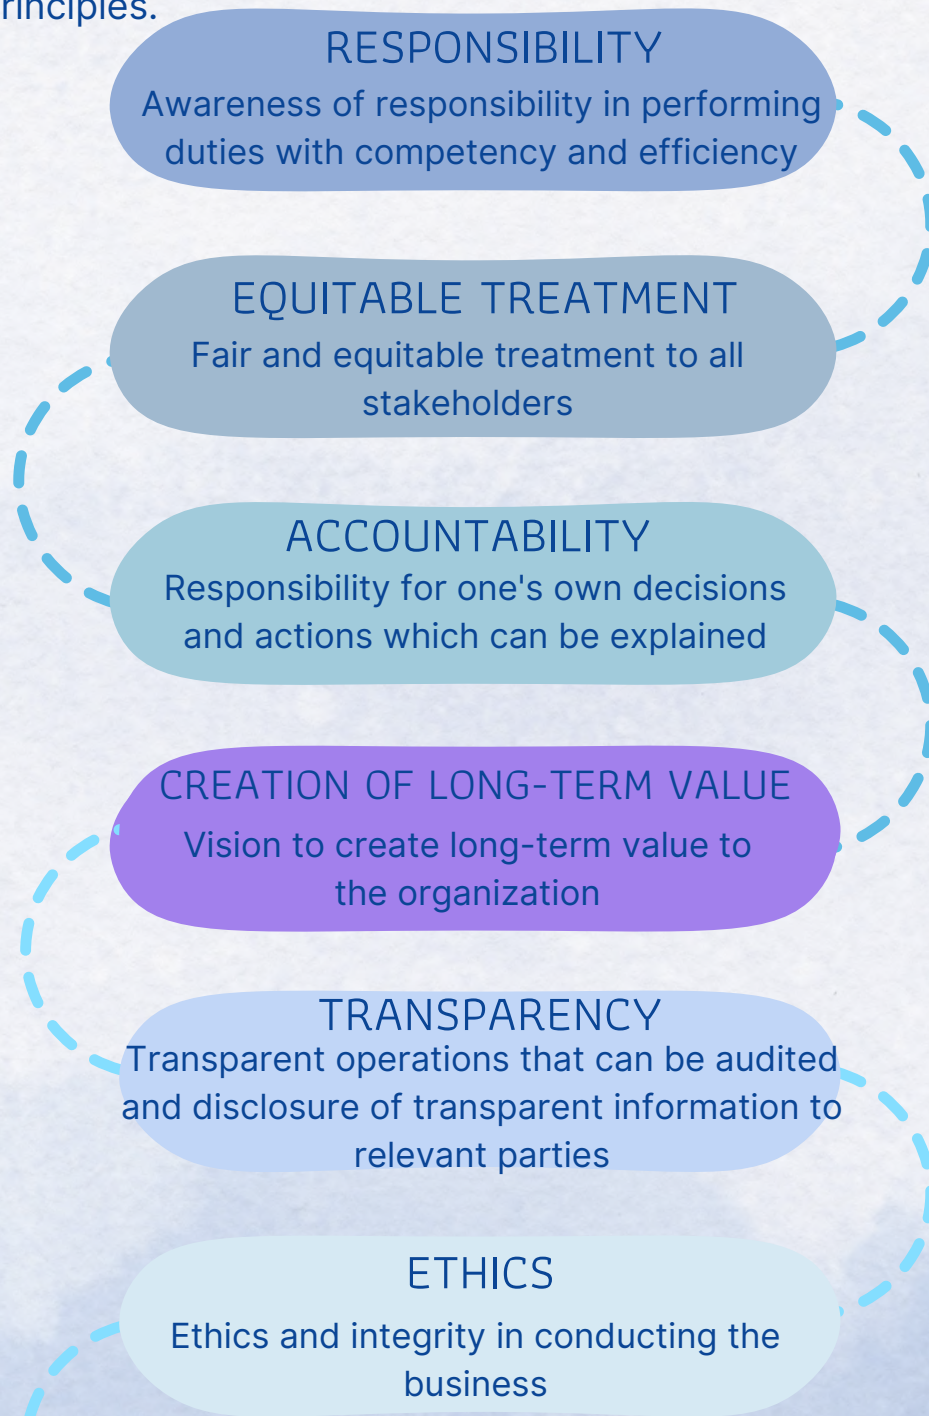 rinciples.
RESPONSIBILITY
Awareness of responsibility in performing
duties with competency and efficiency
EQUITABLE TREATMENT
Fair and equitable treatment to all
stakeholders
ACCOUNTABILITY
Responsibility for one's own decisions
and actions which can be explained
CREATION OF LONG-TERM VALUE
Vision to create long-term value to
the organization
TRANSPARENCY
Transparent operations that can be audited
and disclosure of transparent information to
relevant parties
ETHICS
Ethics and integrity in conducting the
business